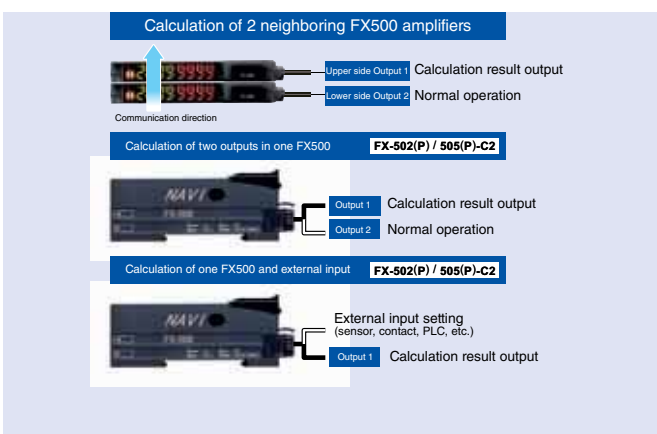 Calculation of 2 neighboring FX500 amplifiers
Upper side Output 1 Calculation result output
Lower side Output 2 Normal operation
Communication direction
Calculation of two outputs in one FX500 FX-502(P) / 505(P)-C2
NAVI
FX-500
Output 1 Calculation result output
Output 2 Normal operation
Calculation of one FX500 and external input FX-502(P) / 505(P)-C2
NAVI
FX-500
External input setting
(sensor, contact, PLC, etc.)
Output 1 Calculation result output